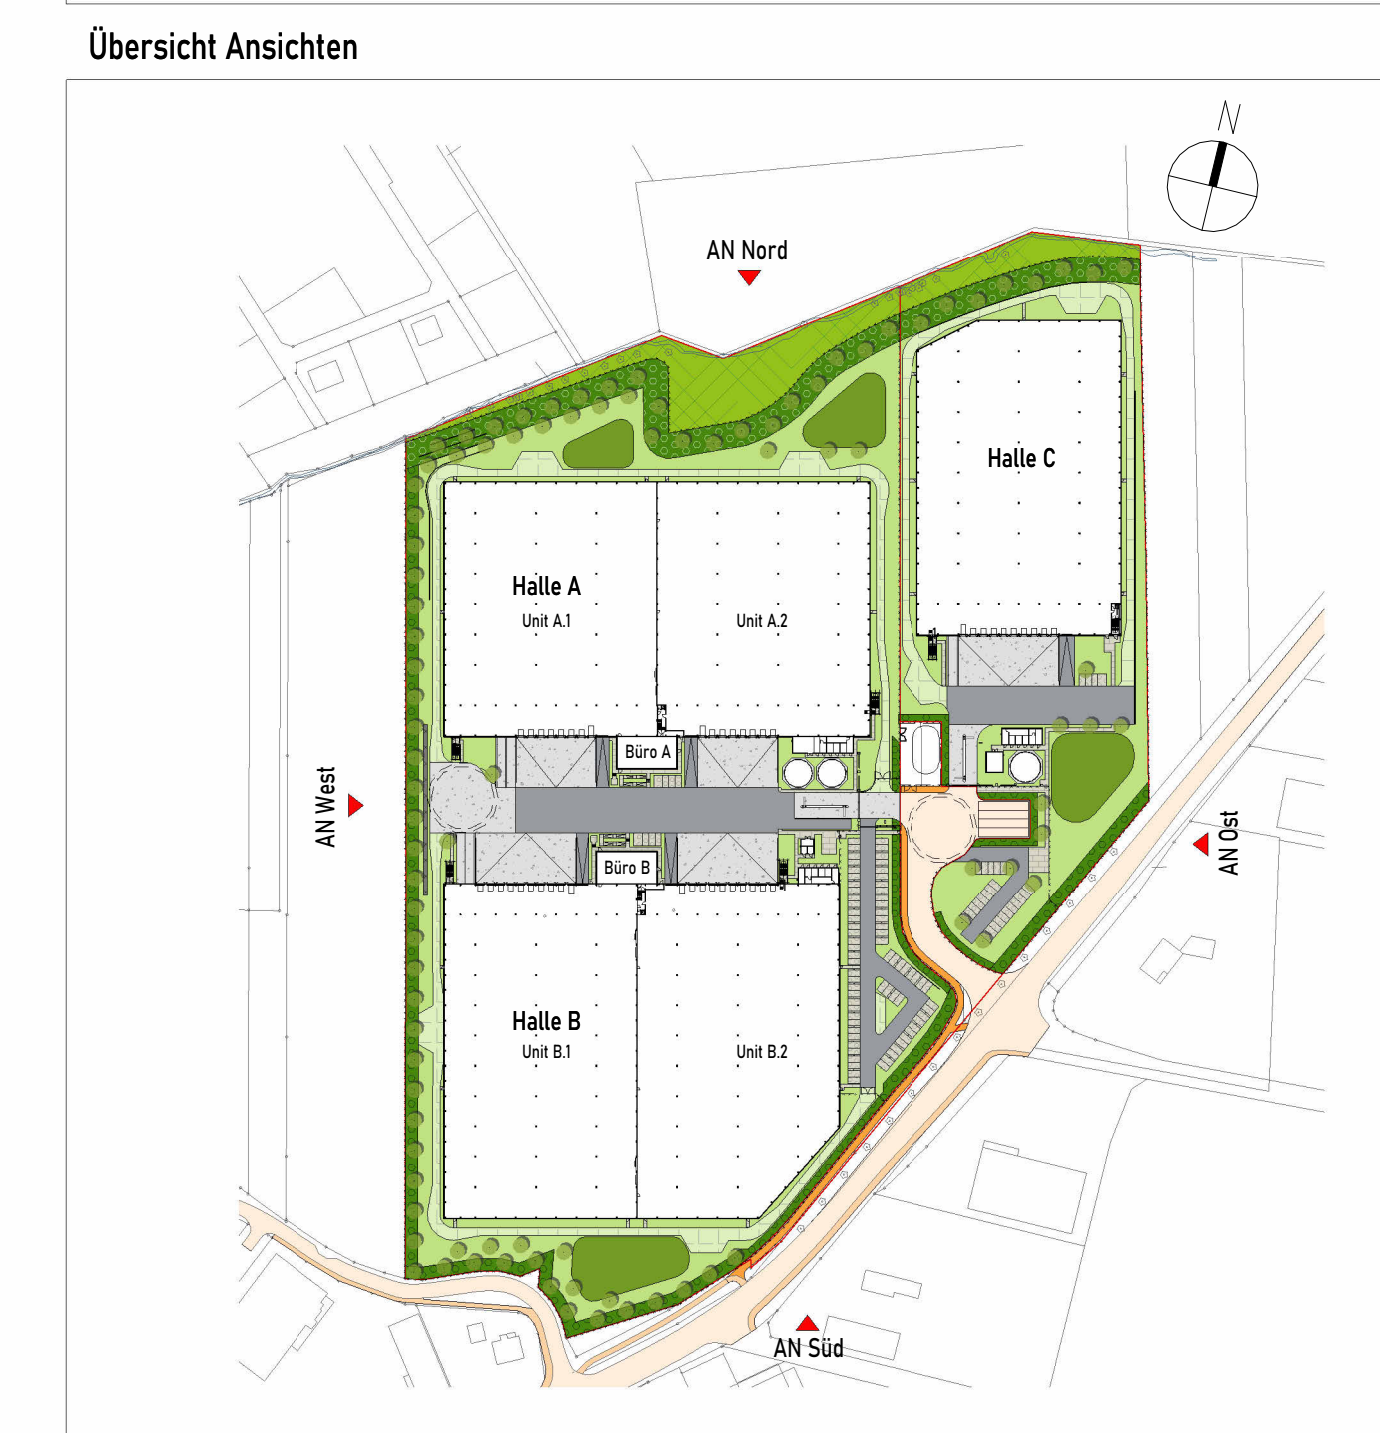 Übersicht Ansichten
N
AN Nord
Halle C
Halle A
Unit A.1
Unit A.2
Büro A
AN West
AN Ost
Büro B
Halle B
Unit B.1
Unit B.2
AN Süd